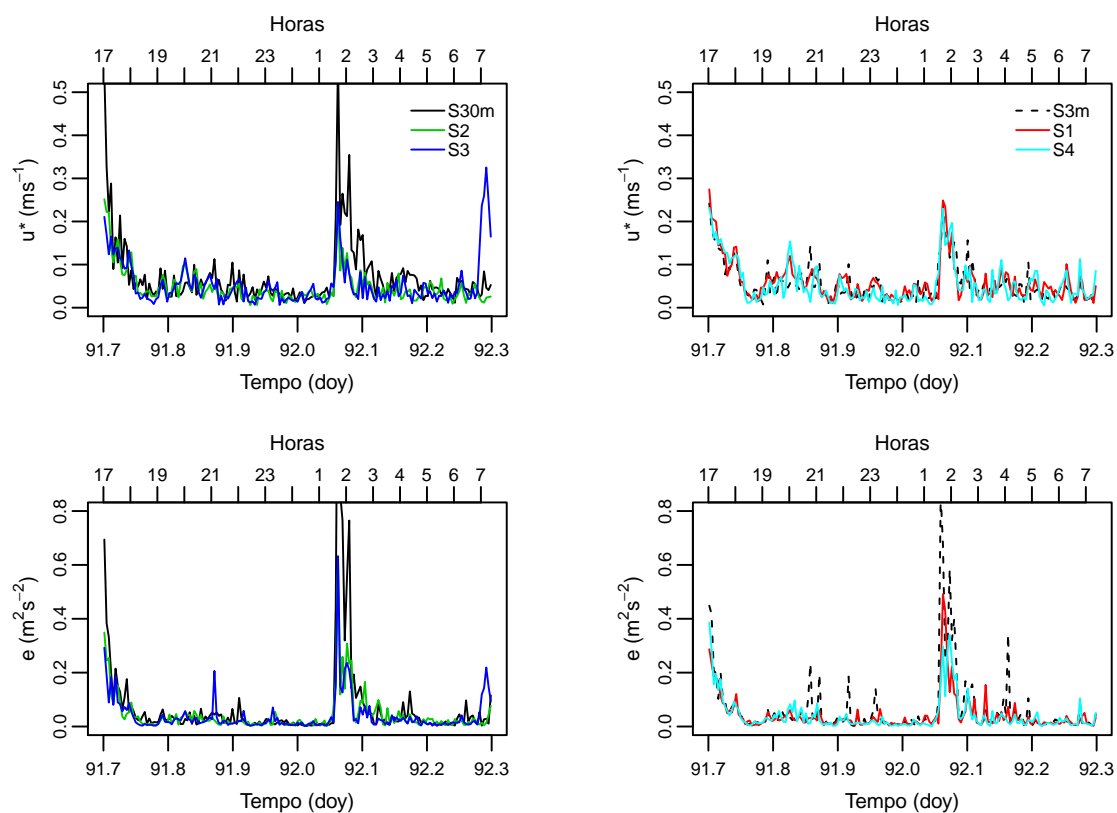 Horas
17 19 21 23 1 2 3 4 5 6 7
0.5
0.4
0.3
0.2
0.1
0.0
u* (ms−1)
S30m
S2
S3
91.7 91.8 91.9 92.0 92.1 92.2 92.3
Tempo (doy)
Horas
17 19 21 23 1 2 3 4 5 6 7
0.5
0.4
0.3
0.2
0.1
0.0
u* (ms−1)
S3m
S1
S4
91.7 91.8 91.9 92.0 92.1 92.2 92.3
Tempo (doy)
Horas
17 19 21 23 1 2 3 4 5 6 7
0.8
0.6
0.4
0.2
0.0
e (m2s−2)
91.7 91.8 91.9 92.0 92.1 92.2 92.3
Tempo (doy)
Horas
17 19 21 23 1 2 3 4 5 6 7
0.8
0.6
0.4
0.2
0.0
e (m2s−2)
91.7 91.8 91.9 92.0 92.1 92.2 92.3
Tempo (doy)